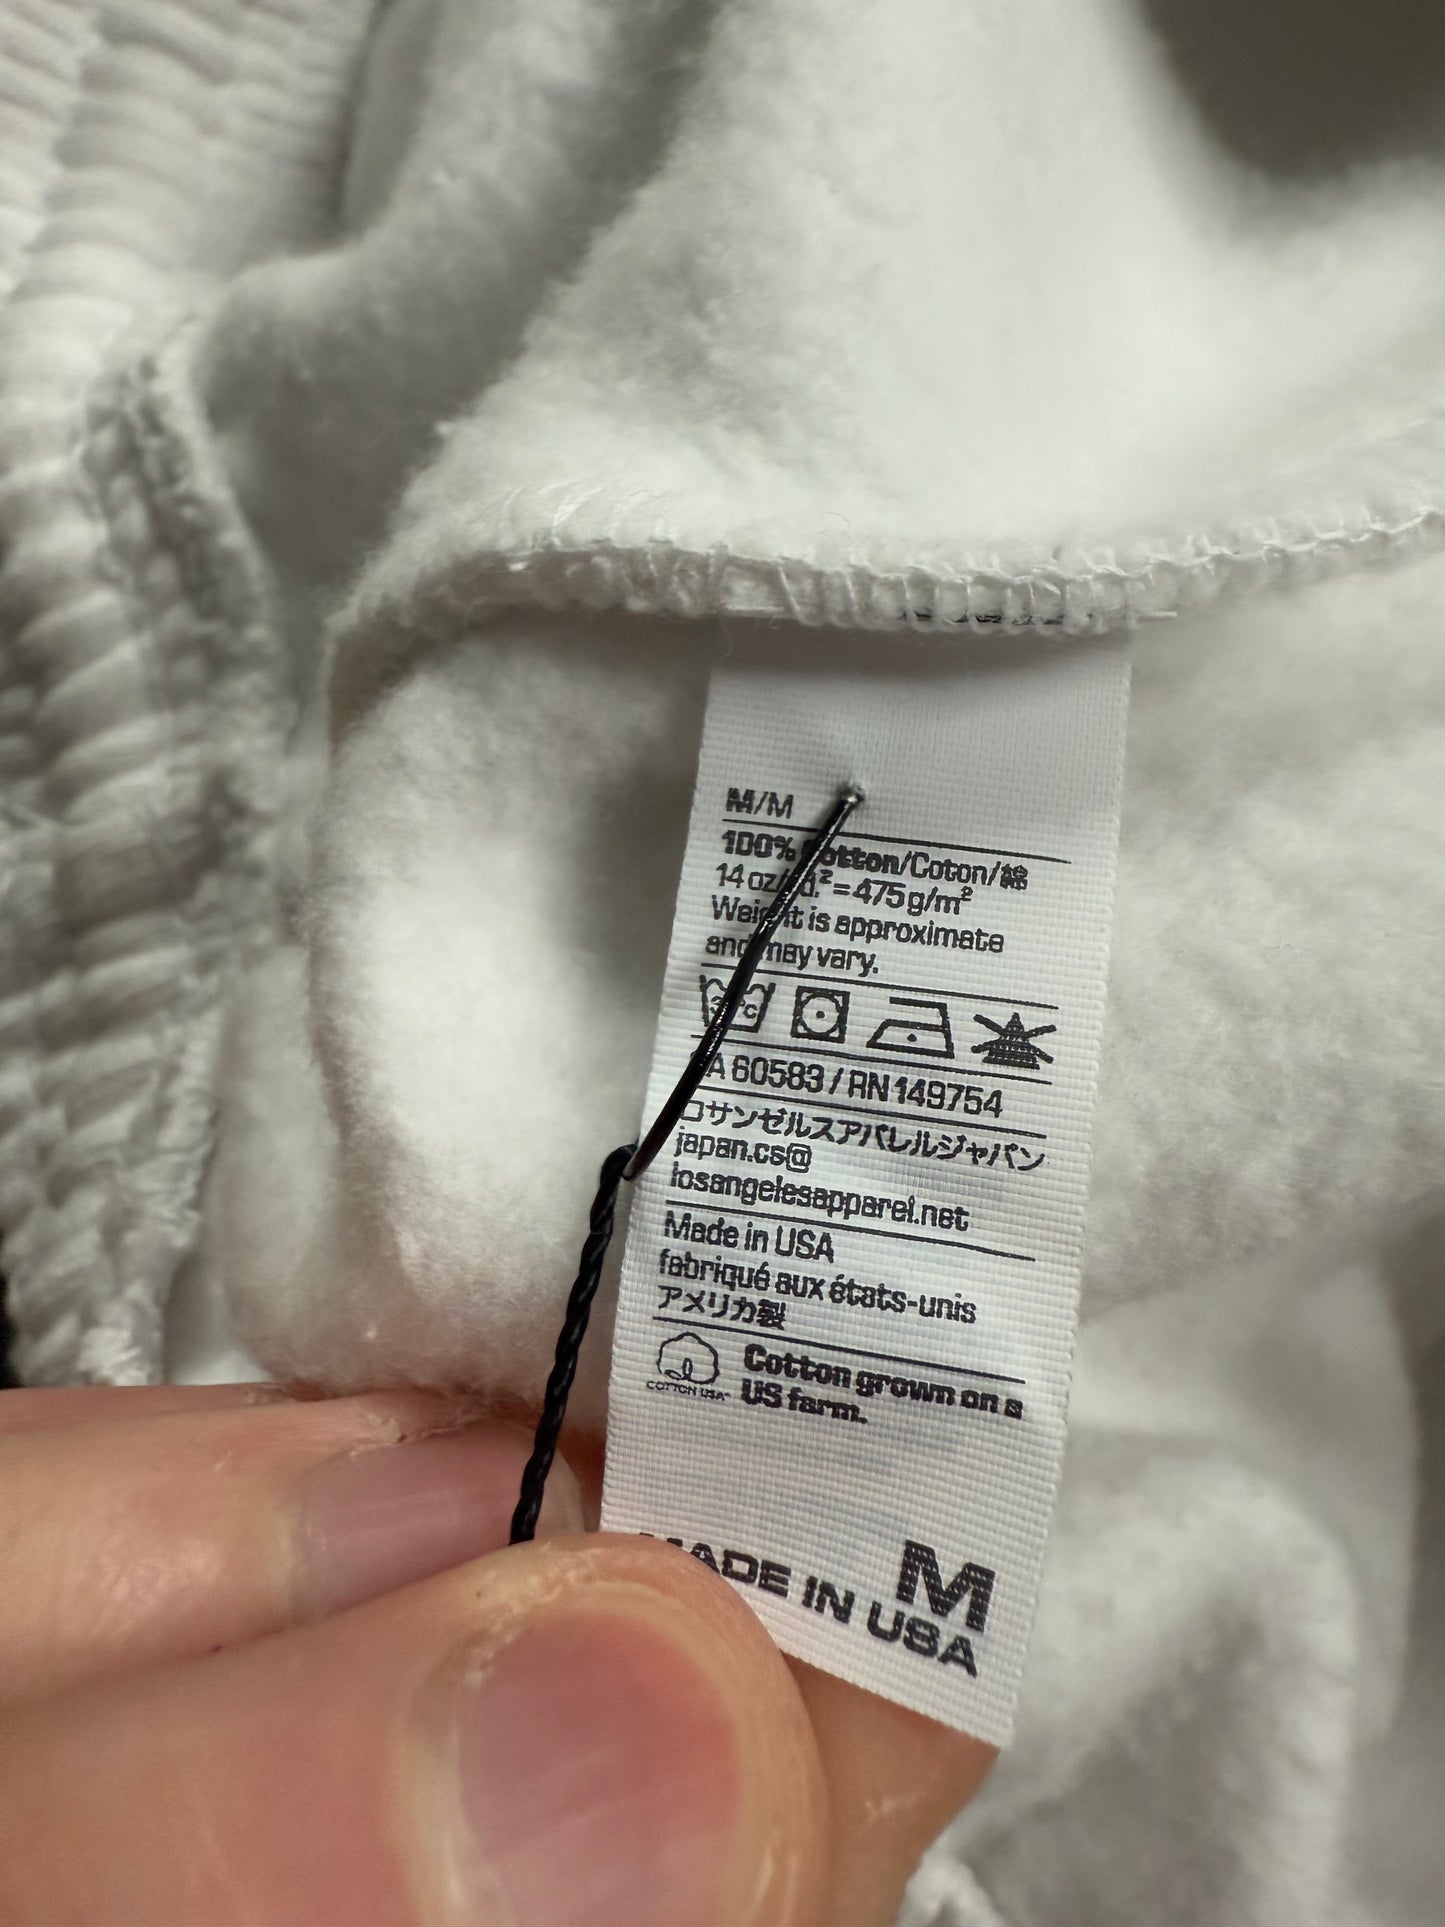 M/M
100% Cotton/Coton/綿
14 oz/yd.² = 475 g/m²
Weight is approximate
and may vary.
30°C
CA 60583 / RN 149754
ロサンゼルスアパレルジャパン
japan.cs@
losangelesapparel.net
Made in USA
fabriqué aux états-unis
アメリカ製
COTTON USA™
Cotton grown on a
US farm.
M
MADE IN USA